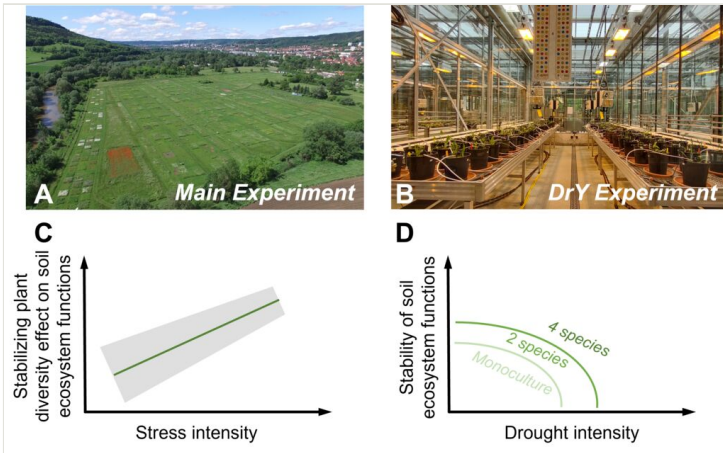 A
Main Experiment
B
DrY Experiment
C
Stabilizing plant
diversity effect on soil
ecosystem functions
Stress intensity
D
Stability of soil
ecosystem functions
4 species
2 species
Monoculture
Drought intensity